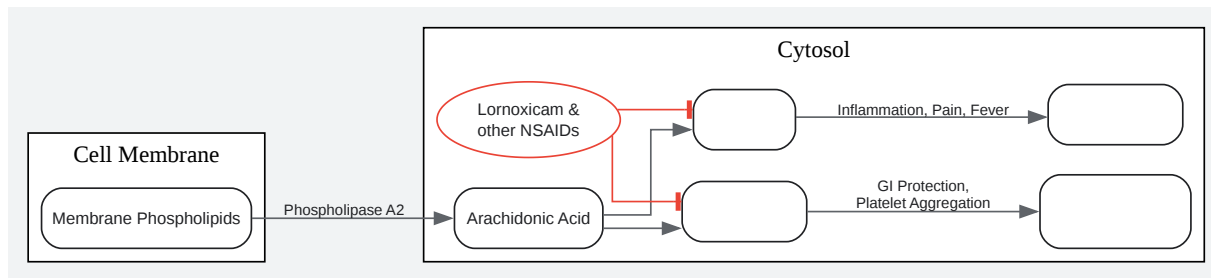 Cytosol
Lornoxicam &
other NSAIDs
Inflammation, Pain, Fever
Cell Membrane
Membrane Phospholipids
Phospholipase A2
Arachidonic Acid
GI Protection,
Platelet Aggregation